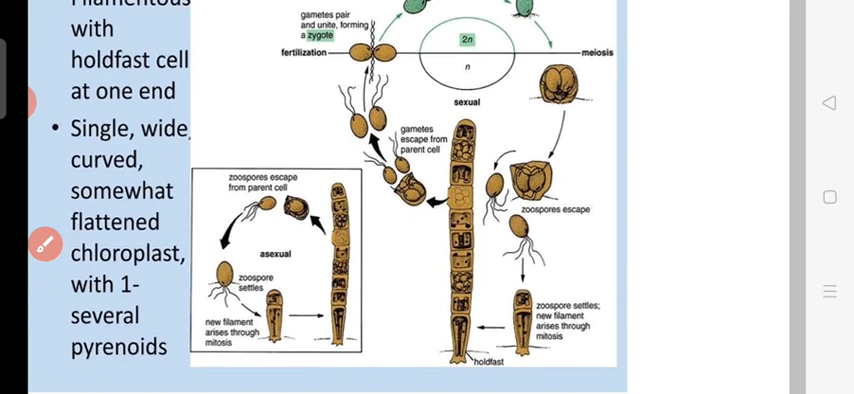 Filamentous
with
holdfast cell
at one end
• Single, wide,
curved,
somewhat
flattened
chloroplast,
with 1-
several
pyrenoids
gametes pair
and unite, forming
a zygote
fertilization
2n
n
meiosis
sexual
gametes
escape from
parent cell
zoospores escape
zoospore settles;
new filament
arises through
mitosis
holdfast
zoospores escape
from parent cell
asexual
zoospore
settles
new filament
arises through
mitosis